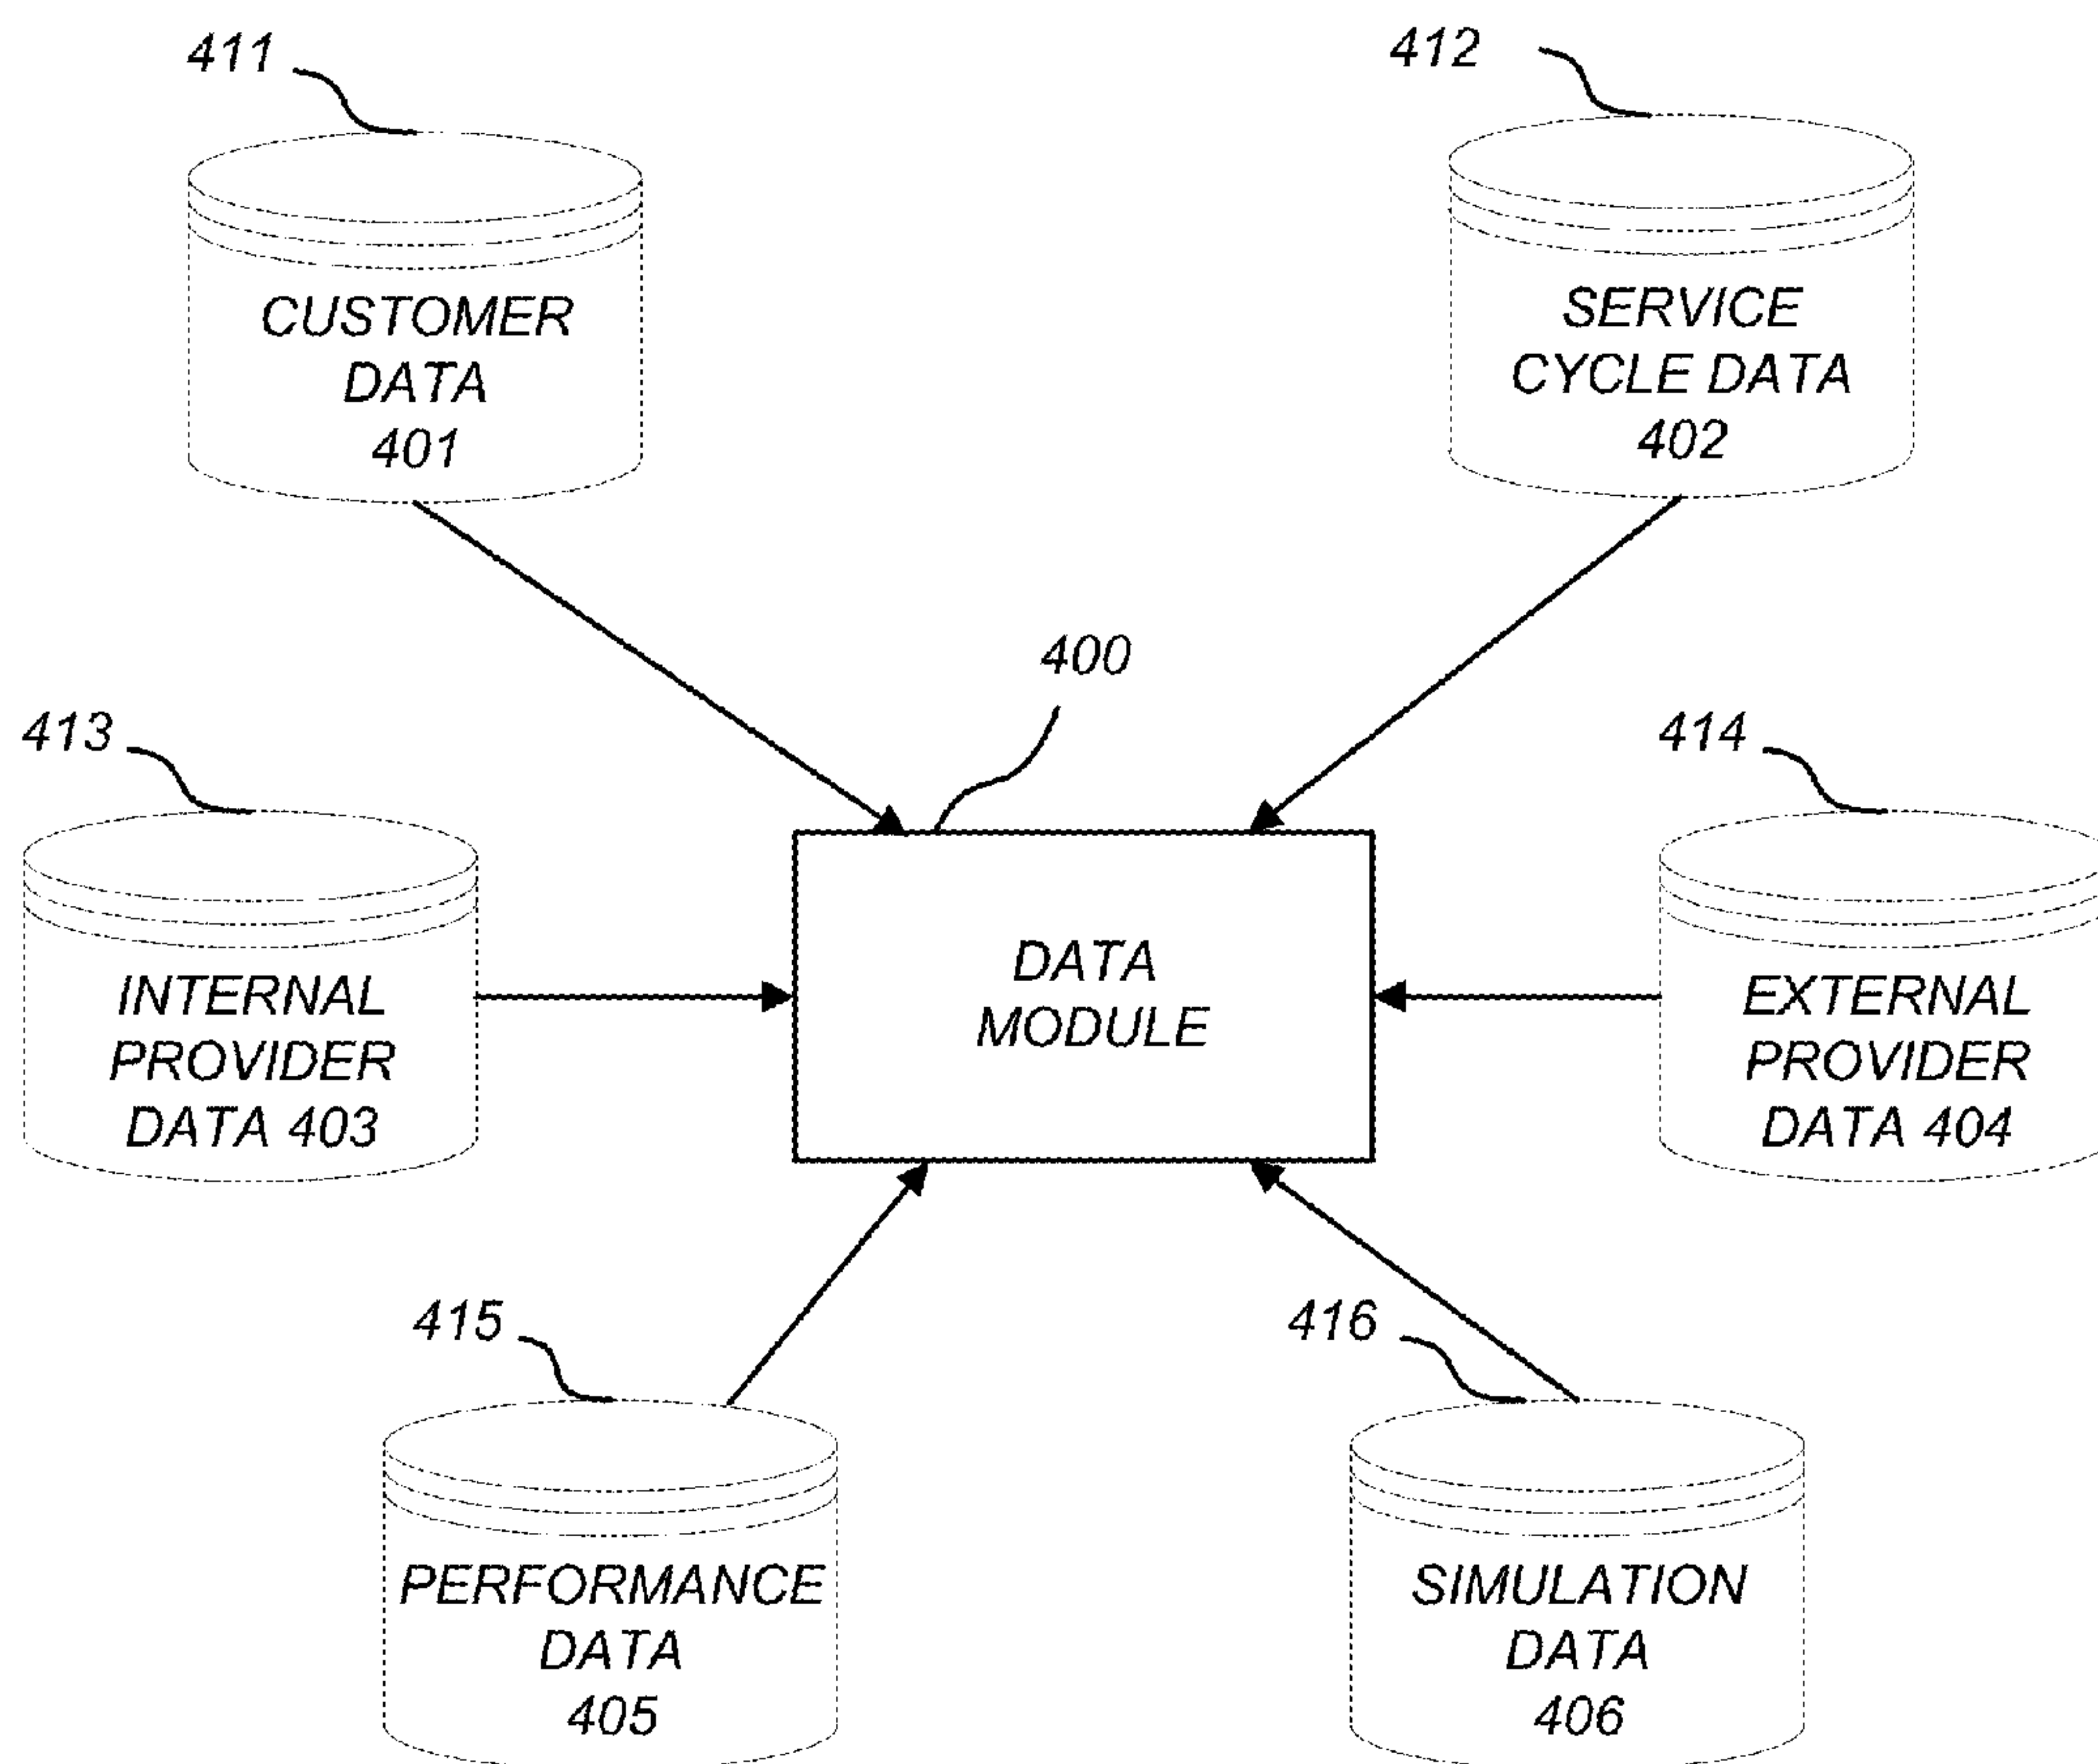 411
412
CUSTOMER
DATA
401
SERVICE
CYCLE DATA
402
400
413
414
INTERNAL
PROVIDER
DATA 403
DATA
MODULE
EXTERNAL
PROVIDER
DATA 404
415
416
PERFORMANCE
DATA
405
SIMULATION
DATA
406